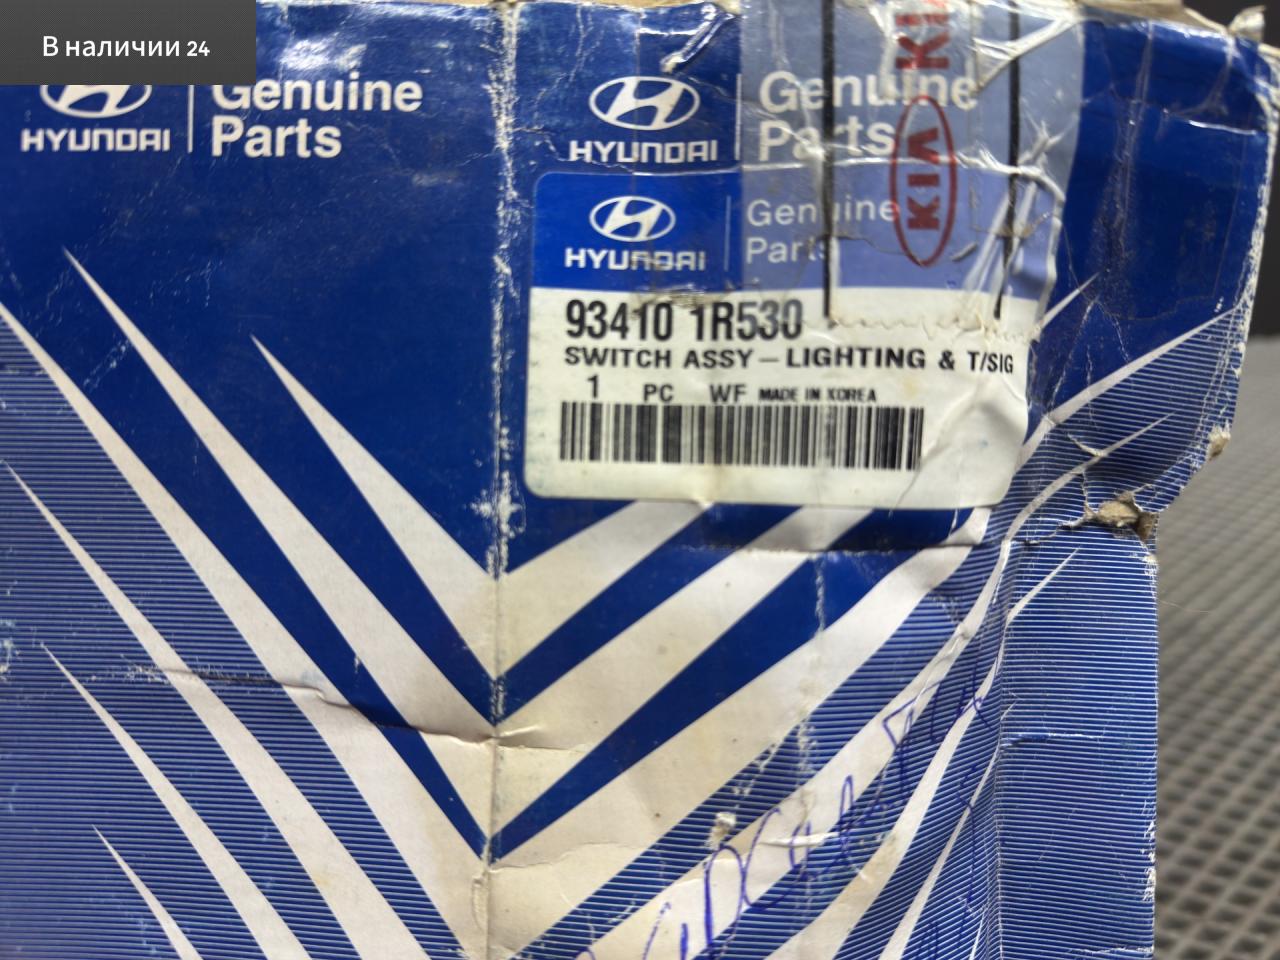 В наличии 24
HYUNDAI
Genuine
Parts
HYUNDAI
Genuine
Parts
KIA
KIA
HYUNDAI
Genuine
Parts
93410 1R530
SWITCH ASSY - LIGHTING & T/SIG
1 PC WF MADE IN KOREA